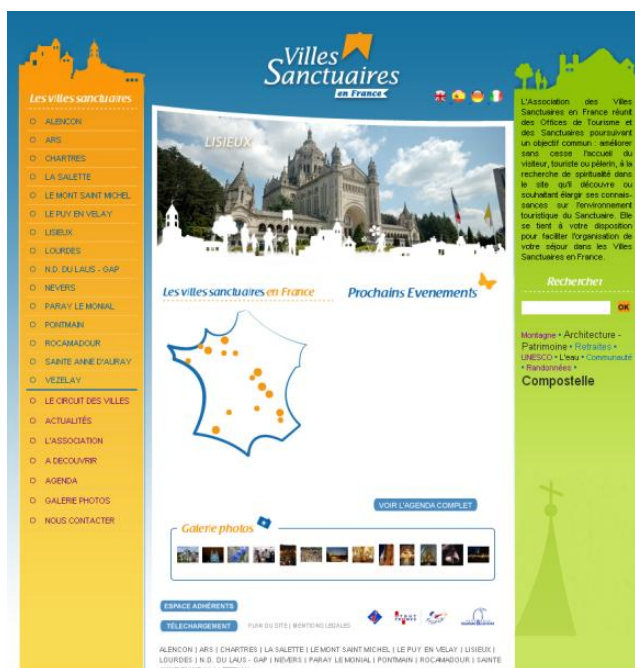 Villes
Sanctuaires
en France
Les villes sanctuaires
ALENCON
ARS
CHARTRES
LA SALETTE
LE MONT SAINT MICHEL
LE PUY EN VELAY
LISIEUX
LOURDES
N.D. DU LAUS - GAP
NEVERS
PARAY LE MONIAL
PONTMAIN
ROCAMADOUR
SAINTE ANNE D'AURAY
VEZELAY
LE CIRCUIT DES VILLES
ACTUALITÉS
L'ASSOCIATION
A DECOUVRIR
AGENDA
GALERIE PHOTOS
NOUS CONTACTER
LISIEUX
Les villes sanctuaires en France
Prochains Evenements
VOIR L'AGENDA COMPLET
Galerie photos
ESPACE ADHÉRENTS
TÉLECHARGEMENT
PLAN DU SITE | MENTIONS LEGALES
ALENCON | ARS | CHARTRES | LA SALETTE | LE MONT SAINT MICHEL | LE PUY EN VELAY | LISIEUX |
LOURDES | N.D. DU LAUS - GAP | NEVERS | PARAY LE MONIAL | PONTMAIN | ROCAMADOUR | SAINTE
L'Association des Villes
Sanctuaires en France réunit
des Offices de Tourisme et
des Sanctuaires poursuivant
un objectif commun : améliorer
sans cesse l'accueil du
visiteur, touriste ou pèlerin, à la
recherche de spiritualité dans
le site qu'il découvre ou
souhaitant élargir ses connais-
sances sur l'environnement
touristique du Sanctuaire. Elle
se tient à votre disposition
pour faciliter l'organisation de
votre séjour dans les Villes
Sanctuaires en France.
Rechercher
OK
Montagne • Architecture -
Patrimoine • Retraites •
UNESCO • L'eau • Communauté
• Randonnées •
Compostelle